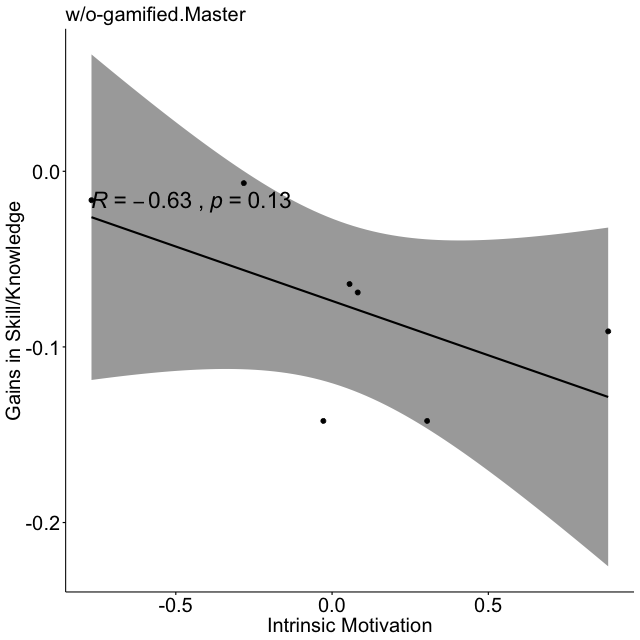 w/o-gamified.Master
0.0
R = −0.63 , p = 0.13
-0.1
-0.2
Gains in Skill/Knowledge
-0.5 0.0 0.5
Intrinsic Motivation